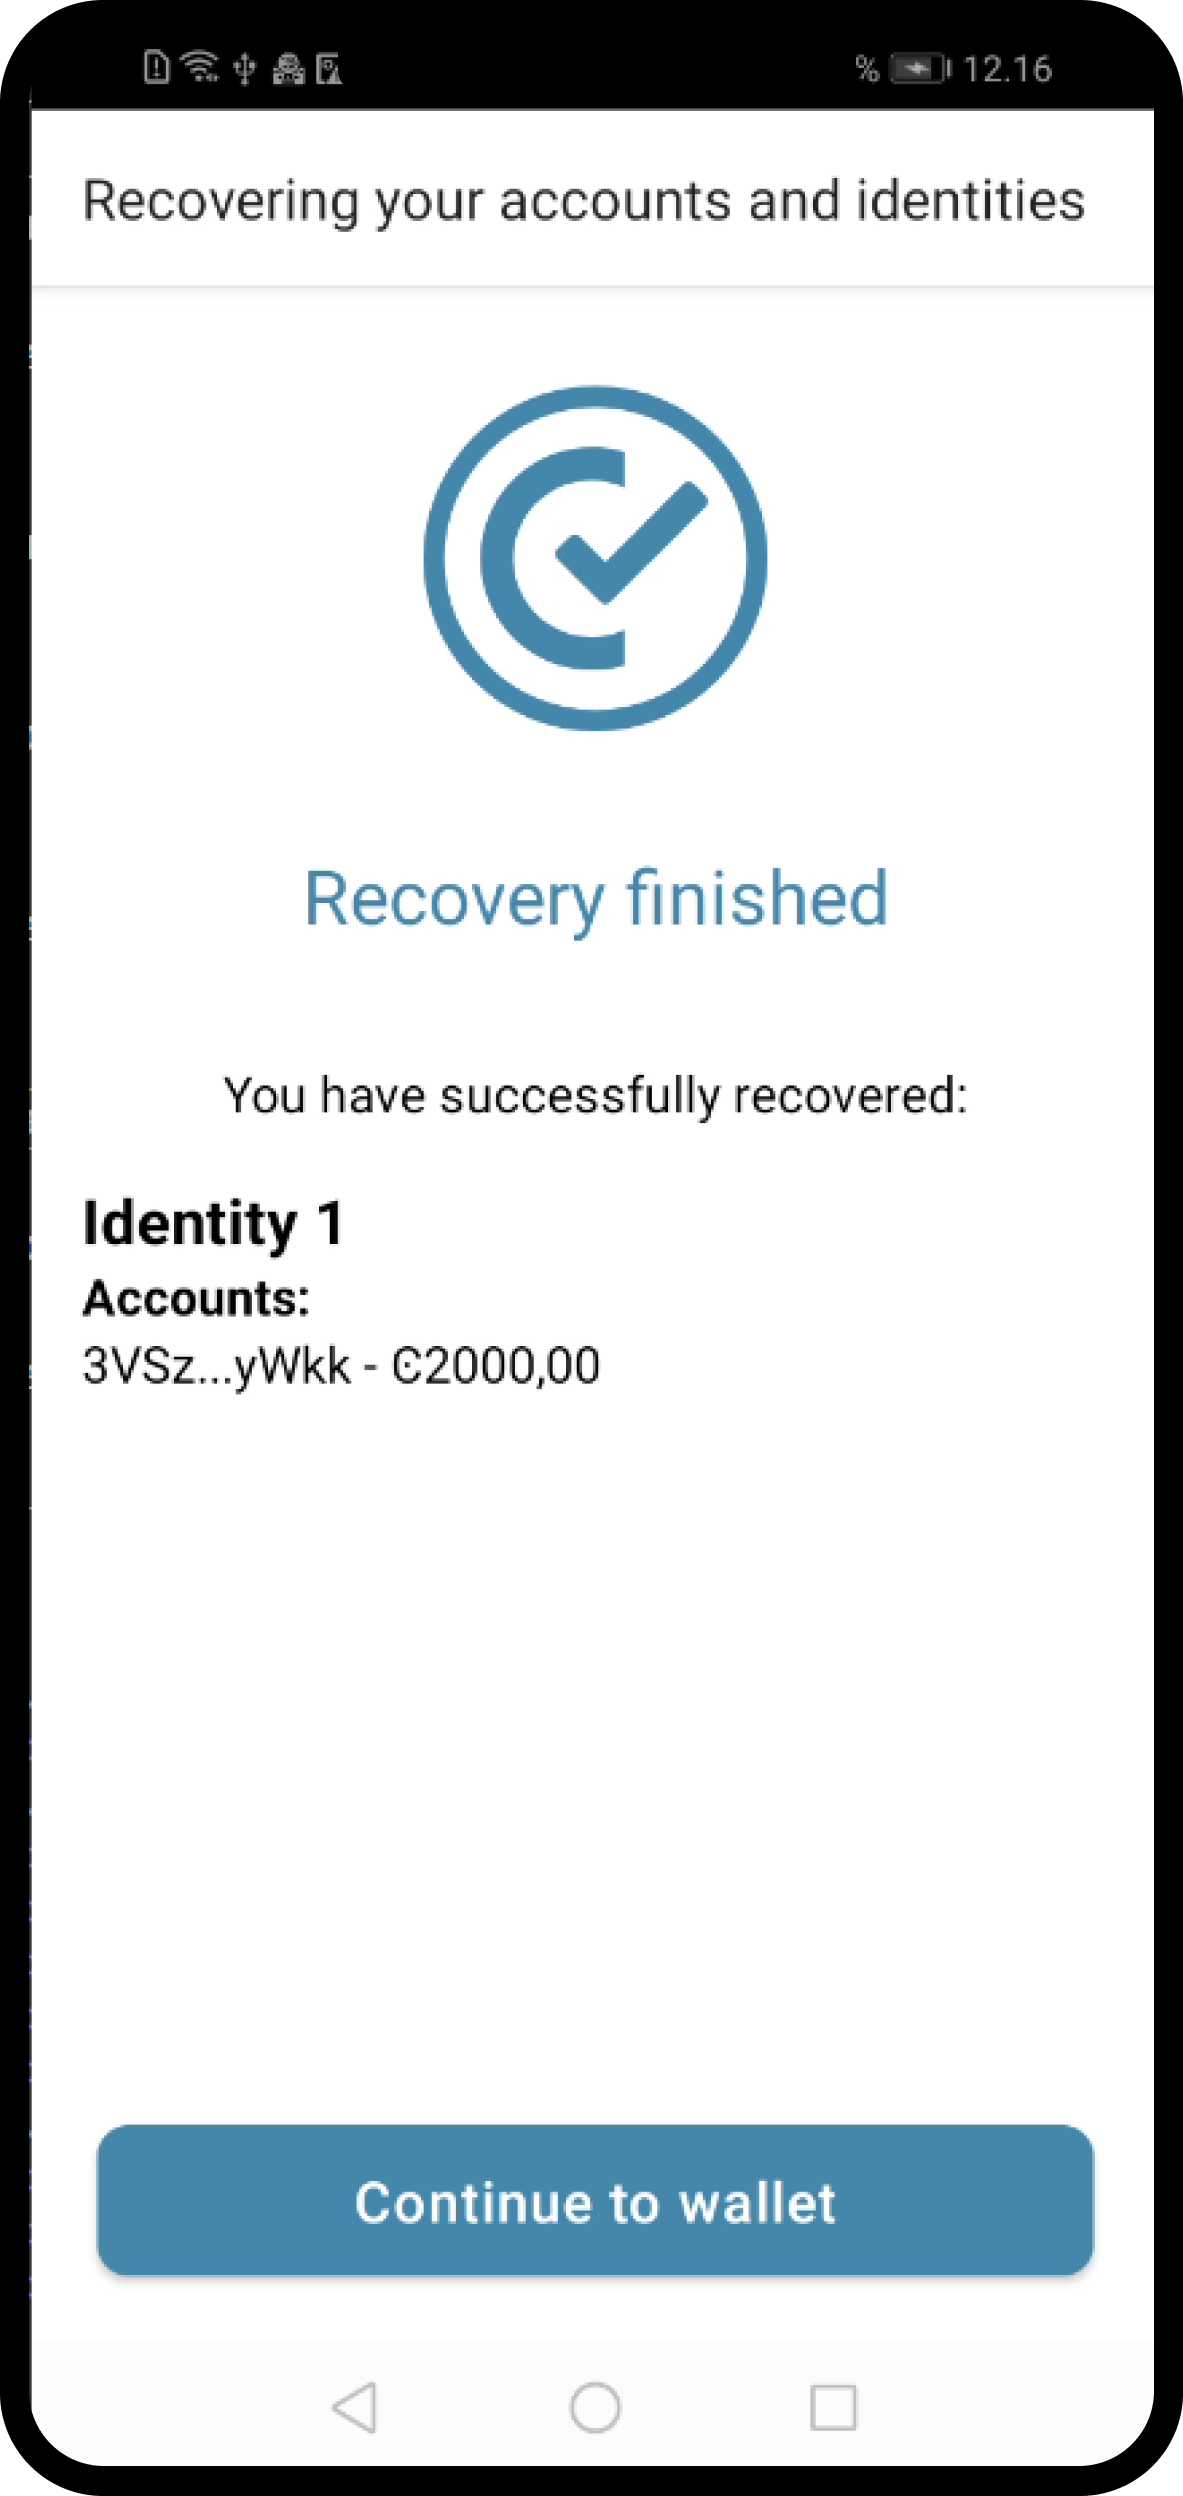 % 12.16
Recovering your accounts and identities
Recovery finished
You have successfully recovered:
Identity 1
Accounts:
3VSz...yWkk - Ͼ2000,00
Continue to wallet